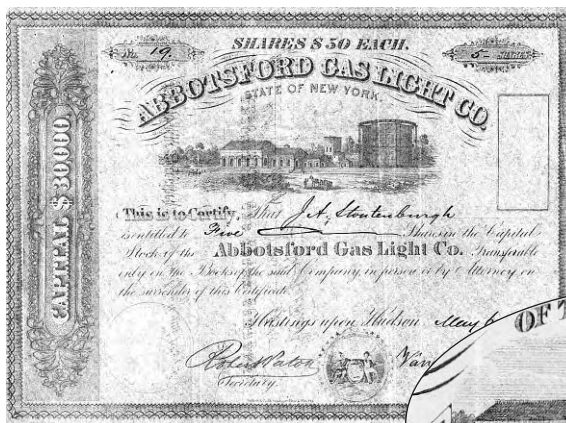 SHARES $50 EACH.
No. 19. 5 SHARES
ABBOTSFORD GAS LIGHT CO.
STATE OF NEW YORK.
CAPITAL $30000
This is to Certify, That J. A. Stoutenburgh
is entitled to Five Shares in the Capital
Stock of the Abbotsford Gas Light Co. Transferable
only on the Books of the said Company in person or by Attorney on
the surrender of this Certificate
Hastings upon Hudson May 6
OF T
Robert Paton
Secretary.